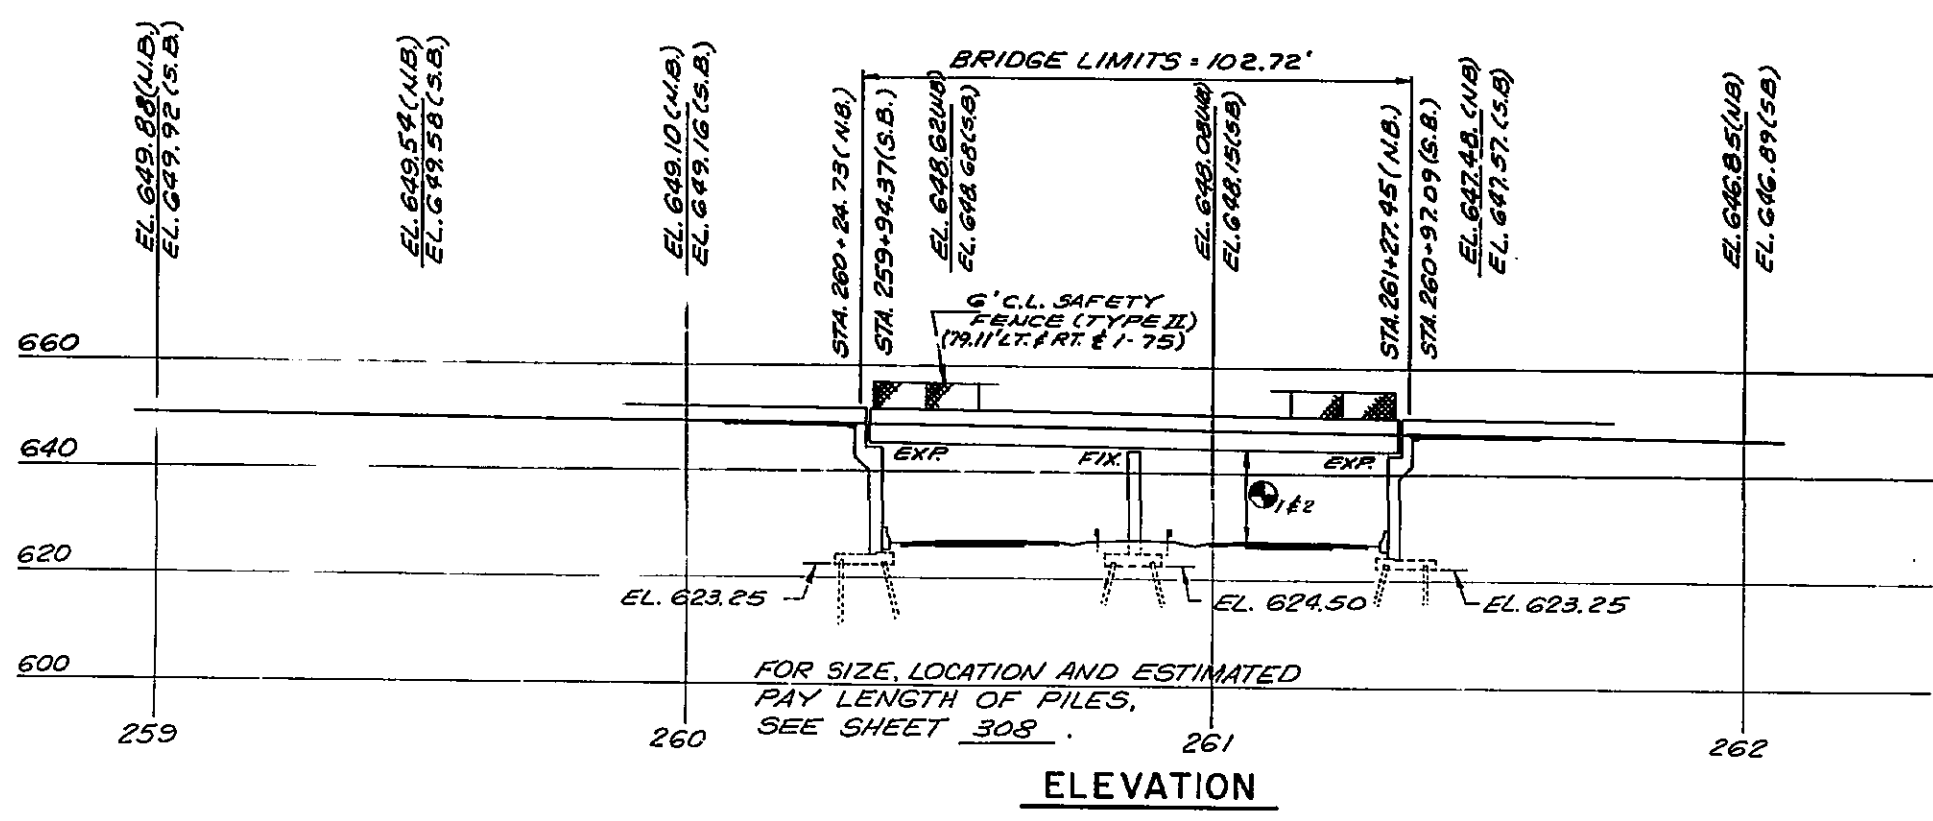 EL. 649.88(N.B.)
EL. 649.92(S.B.)
EL. 649.54(N.B.)
EL. 649.58(S.B.)
EL. 649.10(N.B.)
EL. 649.16(S.B.)
BRIDGE LIMITS = 102.72'
STA. 260+24.73(N.B.)
STA. 259+94.37(S.B.)
EL. 648.62(NB)
EL. 648.68(S.B.)
EL. 648.08(NB)
EL. 648.15(SB)
STA. 261+27.45(N.B.)
STA. 260+97.09(S.B.)
EL. 647.48.(NB)
EL. 647.57.(S.B.)
EL. 646.85(NB)
EL. 646.89(SB)
6' C.L. SAFETY
FENCE (TYPE II)
(79.11' LT. & RT. ℄ I-75)
660
640
EXP.
FIX.
EXP.
1&2
620
EL. 623.25
EL. 624.50
EL. 623.25
600
FOR SIZE, LOCATION AND ESTIMATED
PAY LENGTH OF PILES,
SEE SHEET 308.
259
260
261
262
ELEVATION